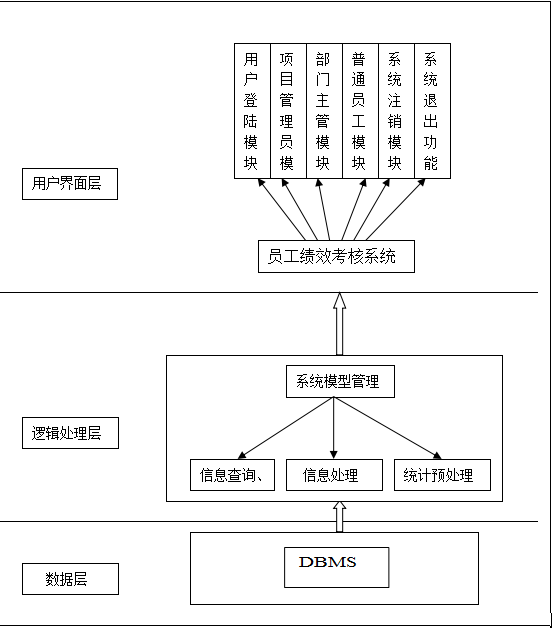 用户登陆模块
项目管理员模
部门主管模块
普通员工模块
系统注销模块
系统退出功能
用户界面层
员工绩效考核系统
系统模型管理
逻辑处理层
信息查询、
信息处理
统计预处理
DBMS
数据层